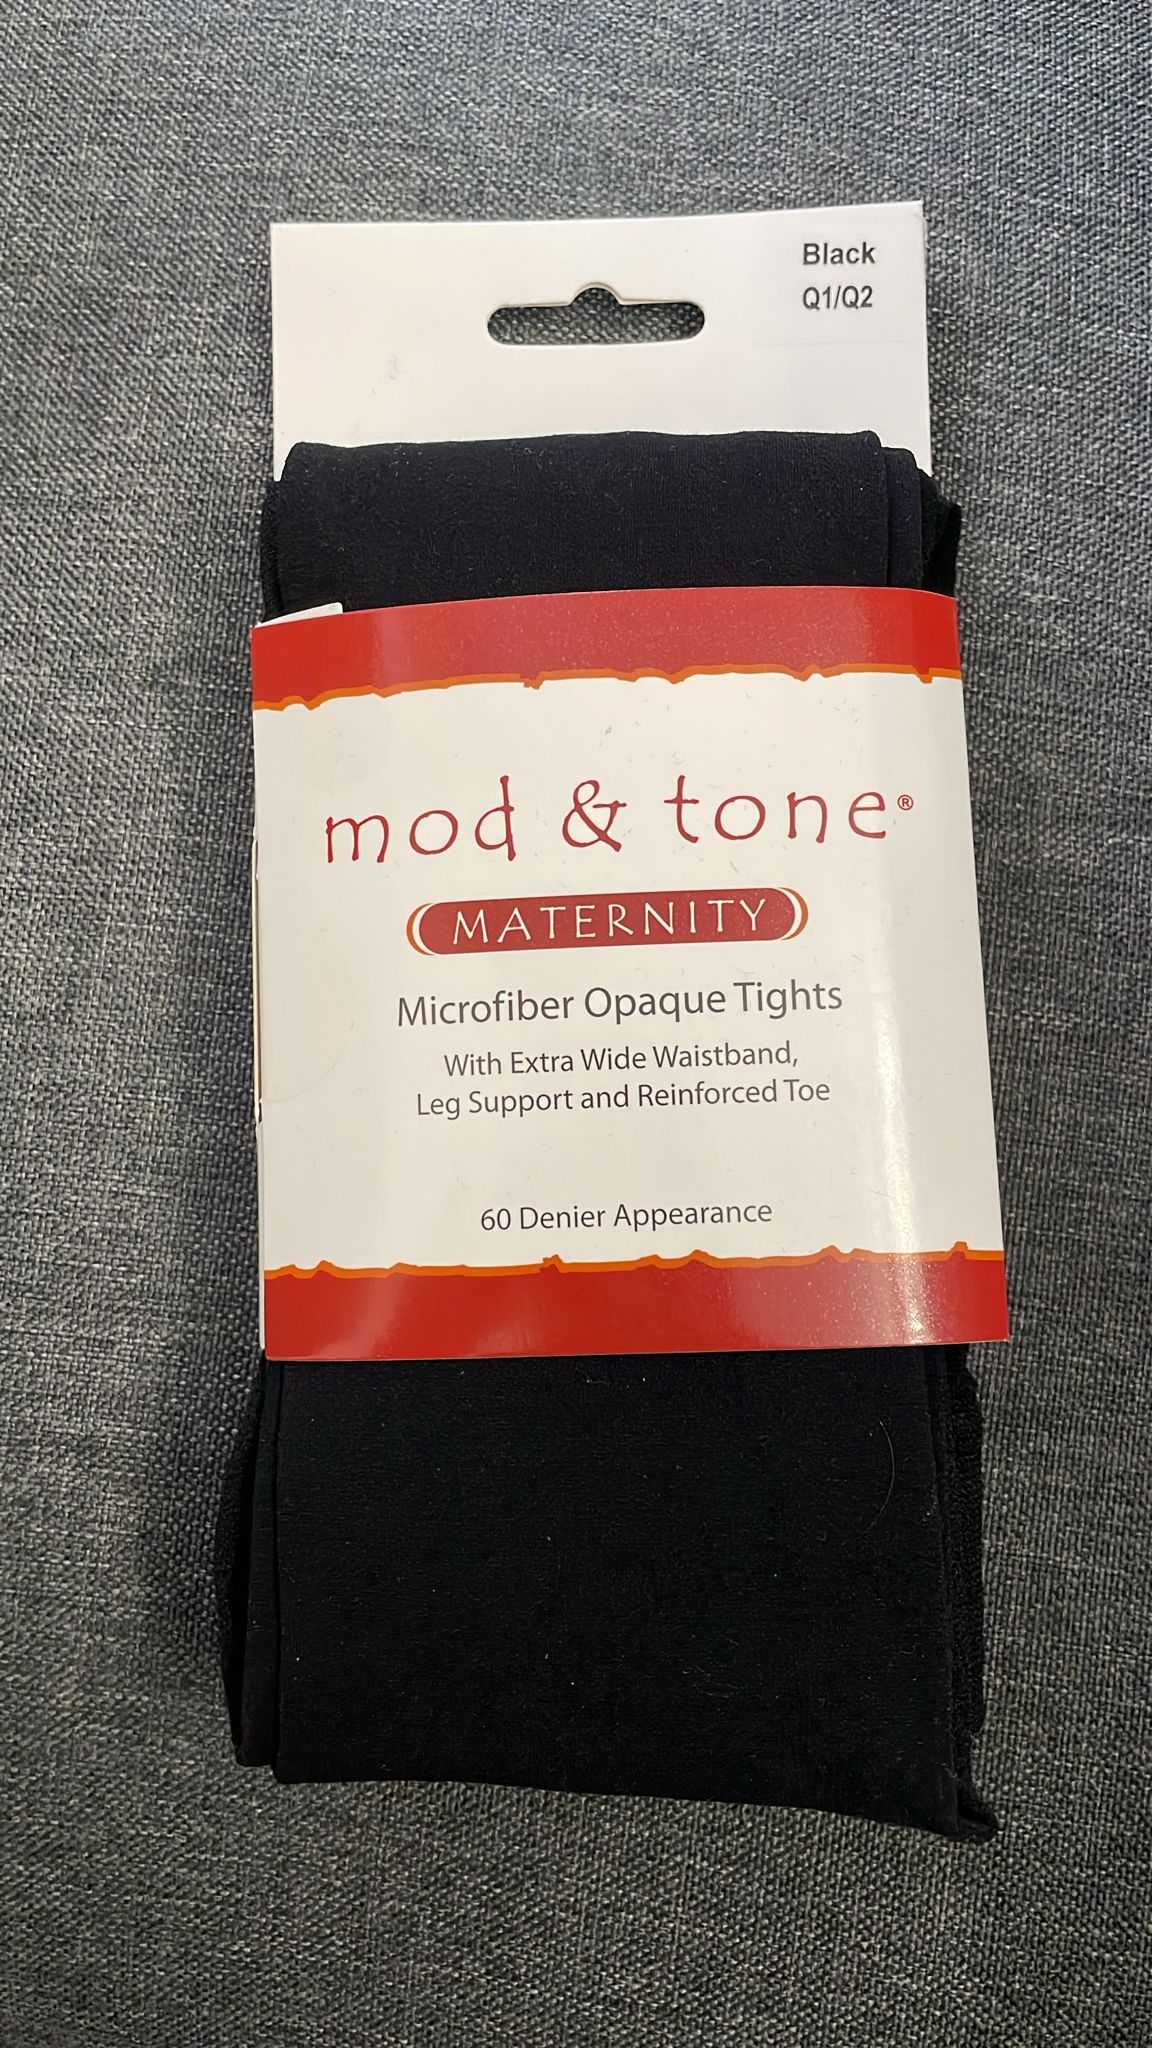 Black
Q1/Q2
mod & tone®
MATERNITY
Microfiber Opaque Tights
With Extra Wide Waistband,
Leg Support and Reinforced Toe
60 Denier Appearance